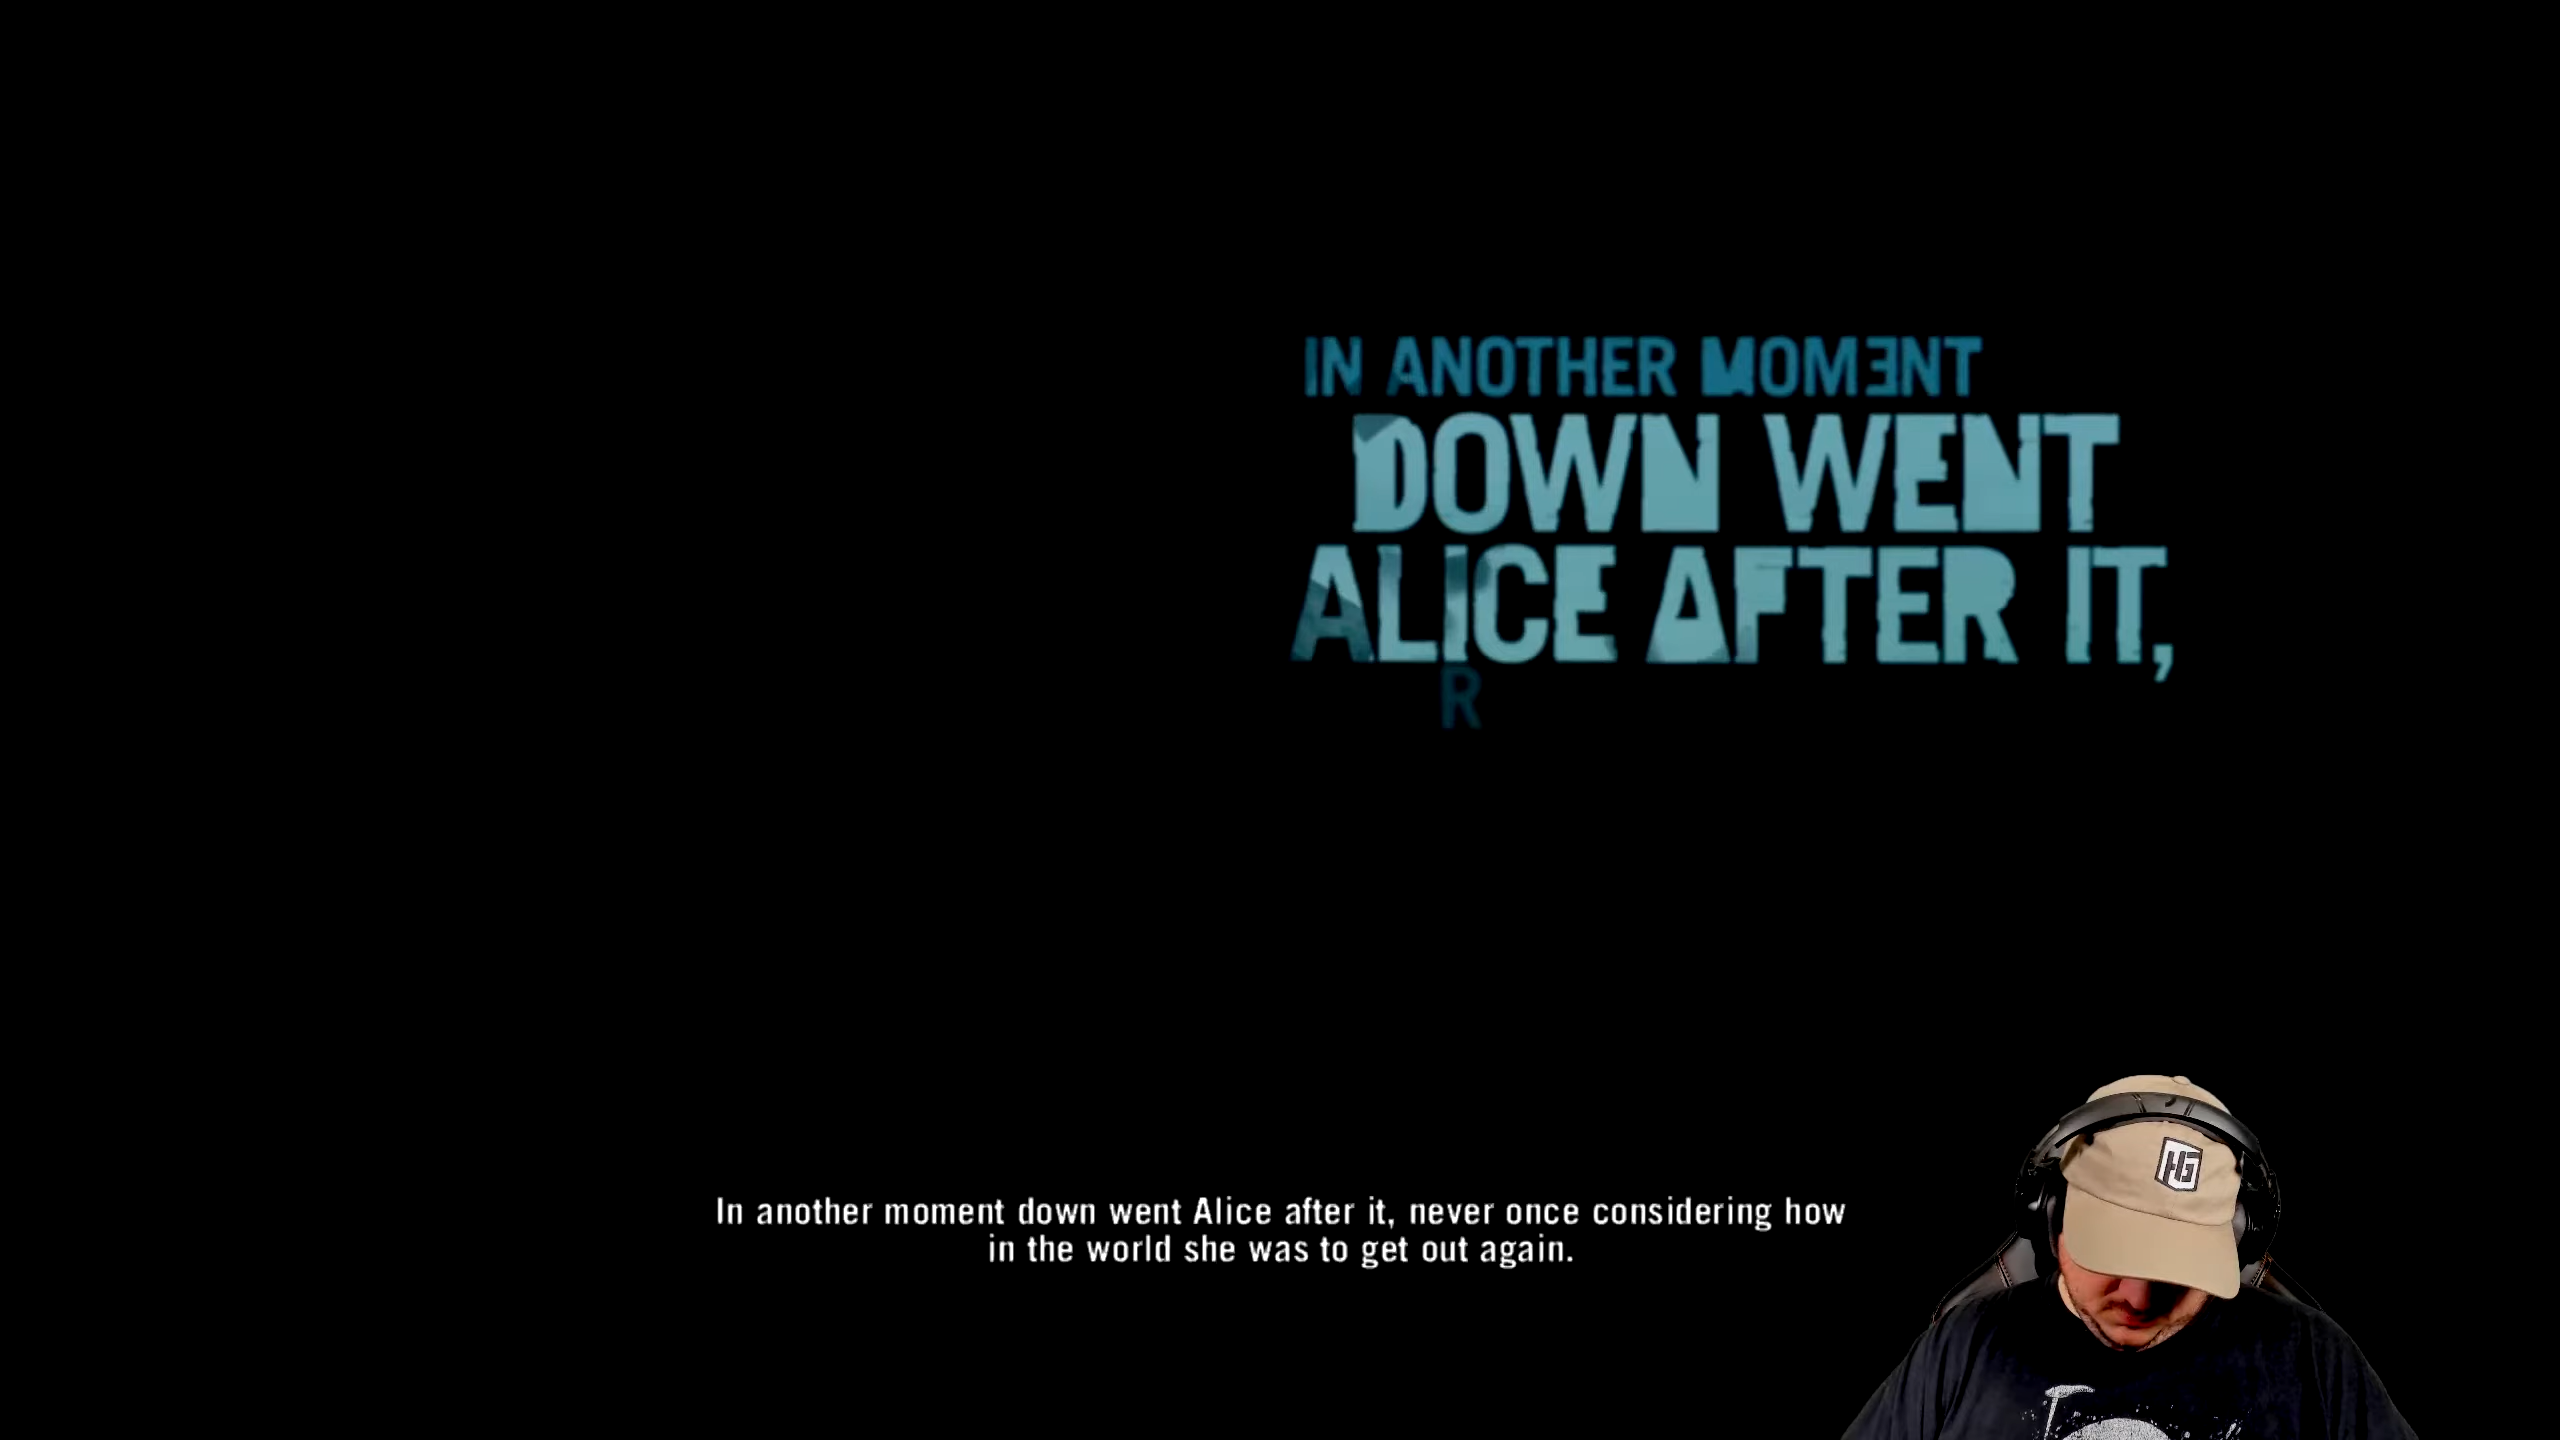 IN ANOTHER MOMENT
DOWN WENT
ALICE AFTER IT,
R
In another moment down went Alice after it, never once considering how
in the world she was to get out again.
HG